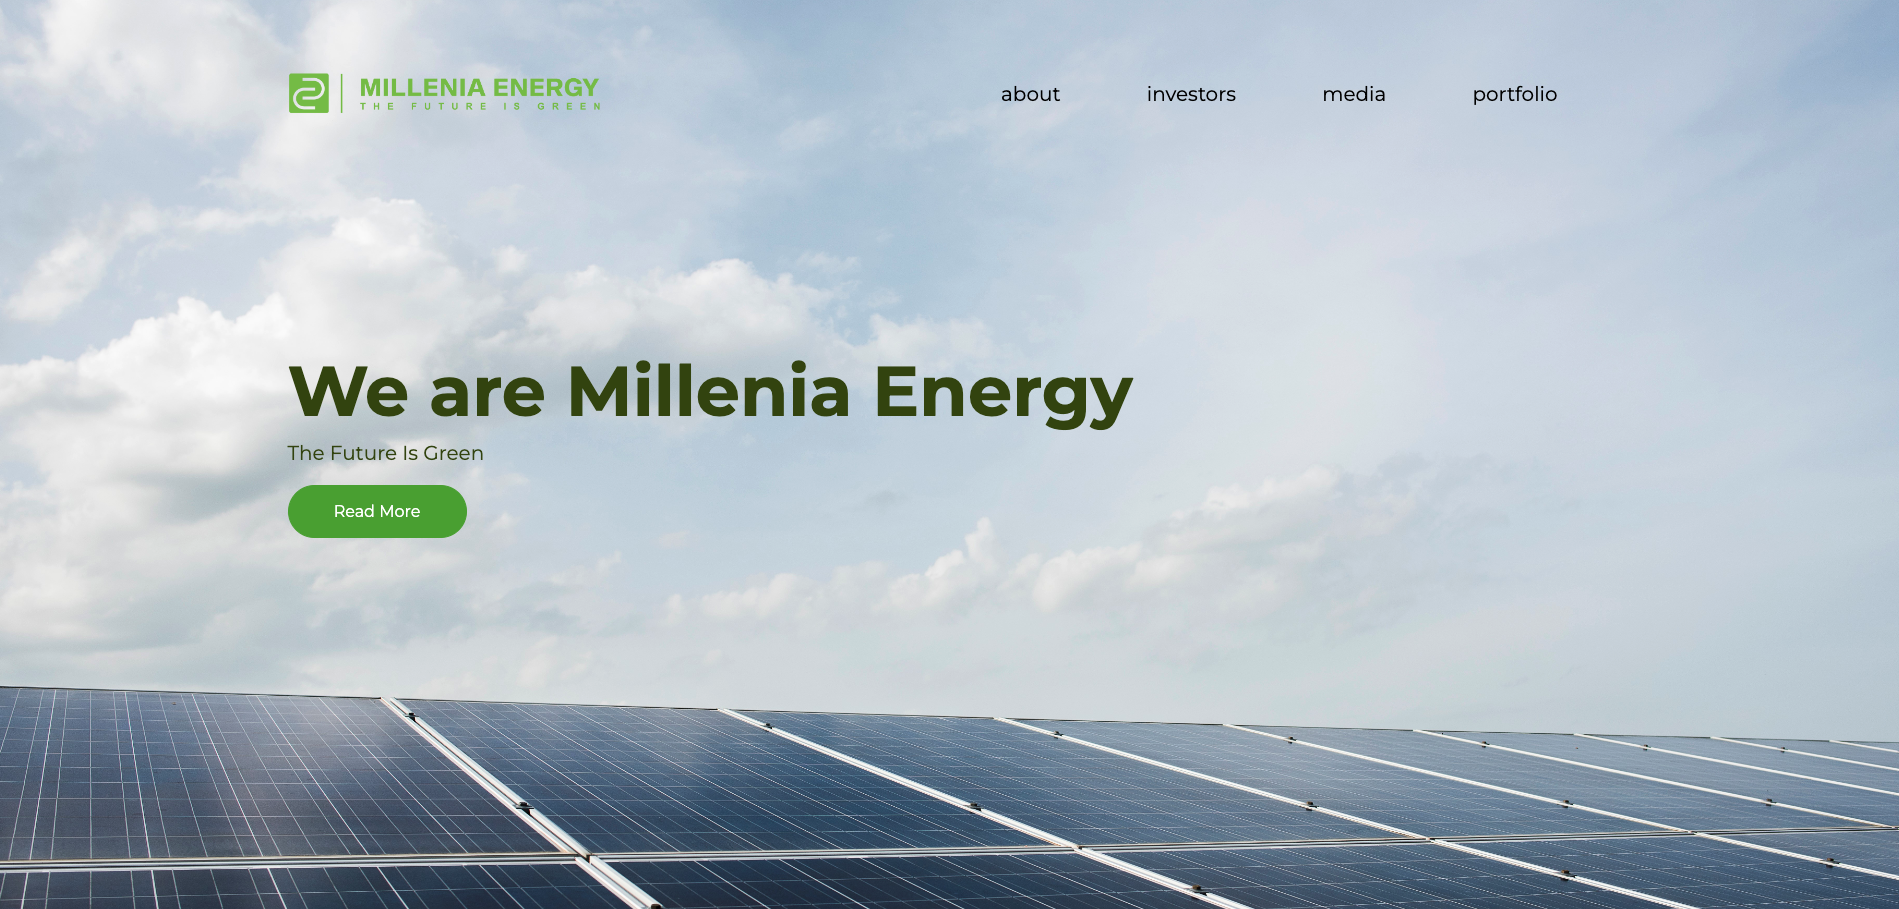 MILLENIA ENERGY
THE FUTURE IS GREEN
about
investors
media
portfolio
We are Millenia Energy
The Future Is Green
Read More